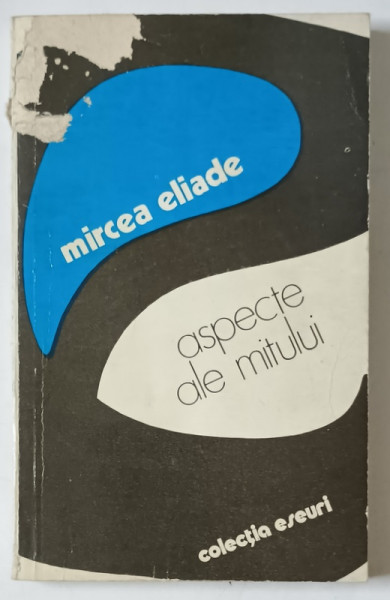 mircea eliade
aspecte
ale mitului
colecția eseuri